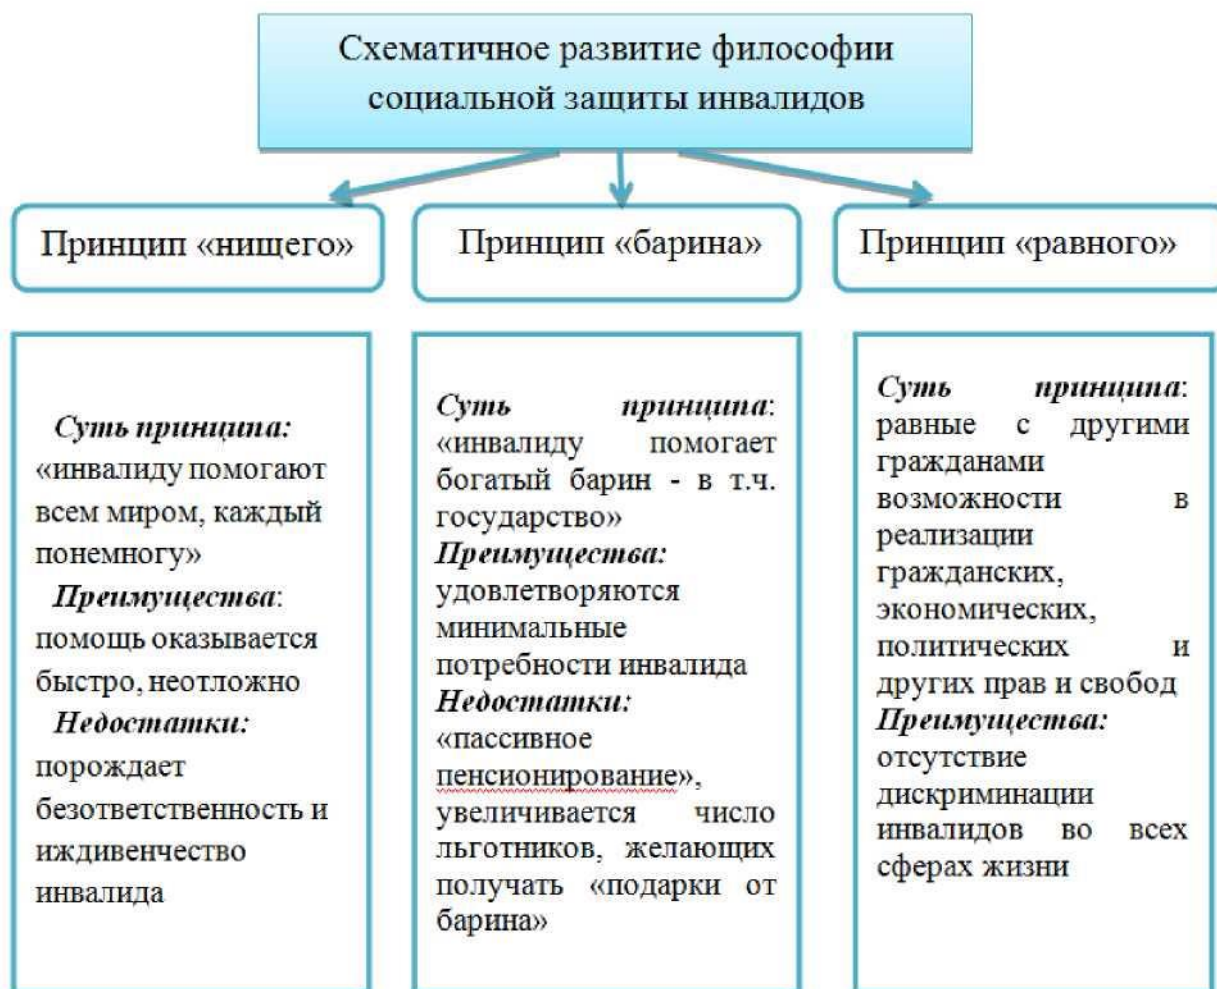 Схематичное развитие философии
социальной защиты инвалидов
Принцип «нищего»
Принцип «барина»
Принцип «равного»
Суть принципа:
«инвалиду помогают
всем миром, каждый
понемногу»
Преимущества:
помощь оказывается
быстро, неотложно
Недостатки:
порождает
безответственность и
иждивенчество
инвалида
Суть принципа:
«инвалиду помогает
богатый барин - в т.ч.
государство»
Преимущества:
удовлетворяются
минимальные
потребности инвалида
Недостатки:
«пассивное
пенсионирование»,
увеличивается число
льготников, желающих
получать «подарки от
барина»
Суть принципа:
равные с другими
гражданами
возможности в
реализации
гражданских,
экономических,
политических и
других прав и свобод
Преимущества:
отсутствие
дискриминации
инвалидов во всех
сферах жизни